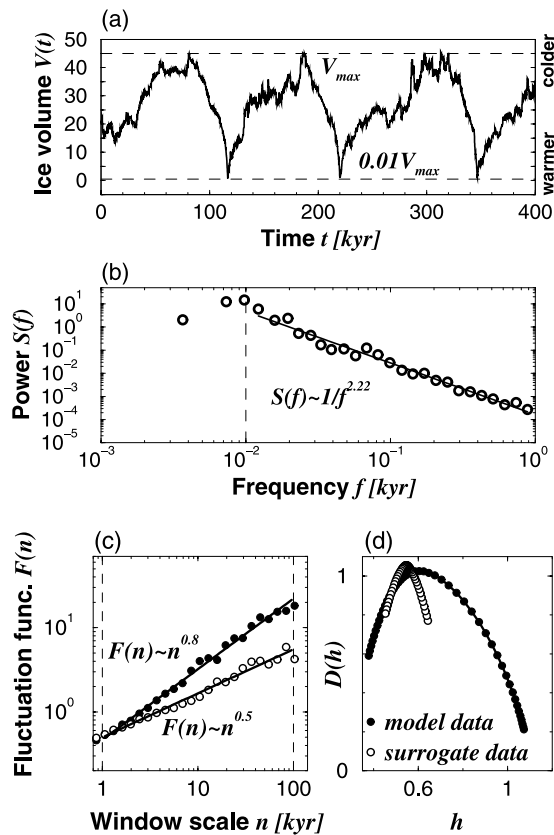 (a)
Ice volume V(t)
50
40
30
20
10
0
V_max
0.01V_max
colder
warmer
0 100 200 300 400
Time t [kyr]
(b)
Power S(f)
10^1
10^0
10^-1
10^-2
10^-3
10^-4
10^-5
S(f)~1/f^2.22
10^-3 10^-2 10^-1 10^0
Frequency f [kyr]
(c)
Fluctuation func. F(n)
10^1
10^0
F(n)~n^0.8
F(n)~n^0.5
1 10 100
Window scale n [kyr]
(d)
D(h)
1
0
model data
surrogate data
0.6 1
h